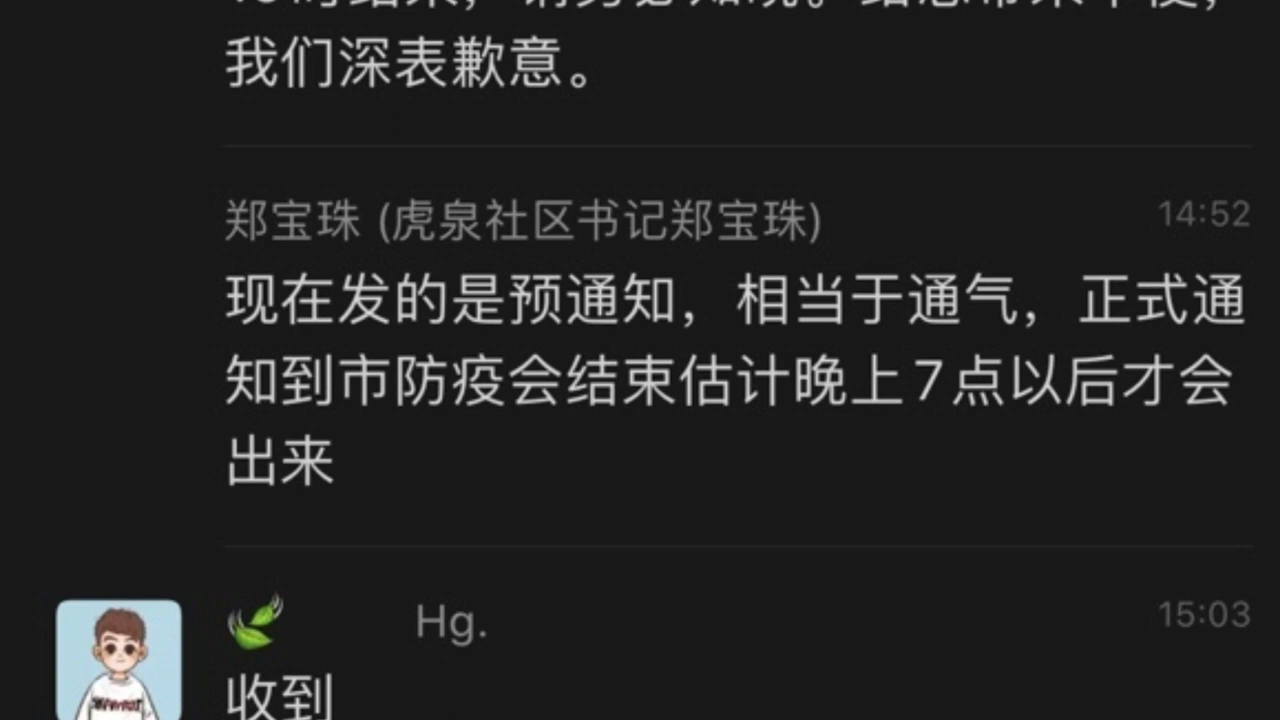 我们深表歉意。
郑宝珠 (虎泉社区书记郑宝珠) 14:52
现在发的是预通知，相当于通气，正式通
知到市防疫会结束估计晚上7点以后才会
出来
Hg. 15:03
收到